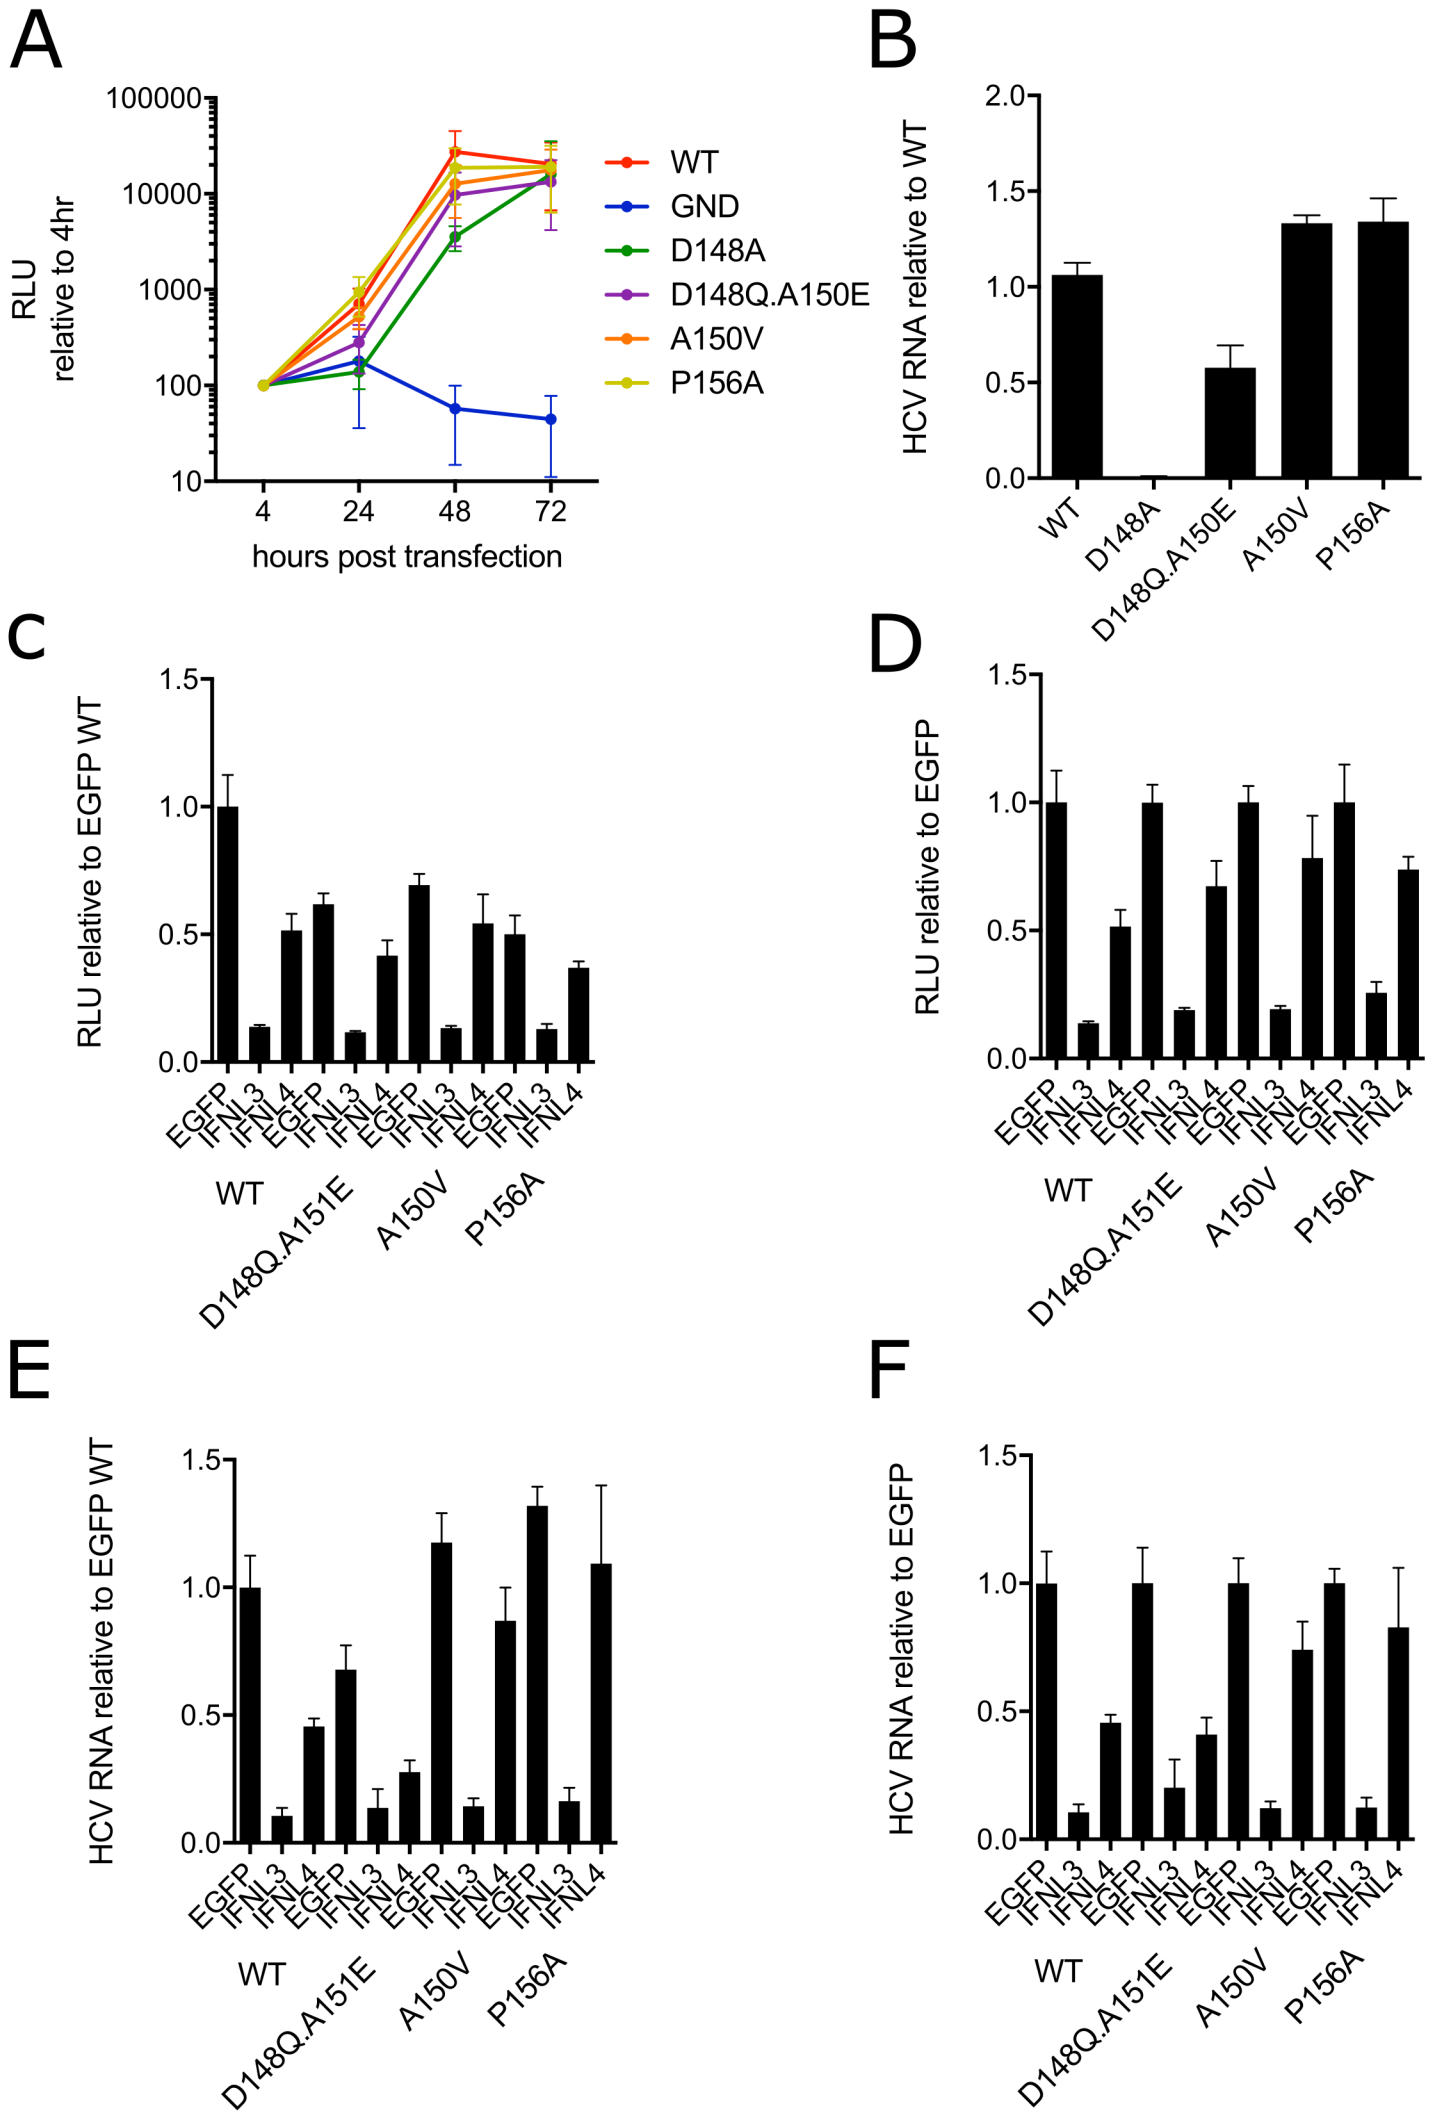 A
100000
10000
1000
100
10
RLU
relative to 4hr
4 24 48 72
hours post transfection
WT
GND
D148A
D148Q.A150E
A150V
P156A
B
2.0
1.5
1.0
0.5
0.0
HCV RNA relative to WT
WT
D148A
D148Q.A150E
A150V
P156A
C
1.5
1.0
0.5
0.0
RLU relative to EGFP WT
EGFP
IFNL3
IFNL4
EGFP
IFNL3
IFNL4
EGFP
IFNL3
IFNL4
EGFP
IFNL3
IFNL4
WT
D148Q.A151E
A150V
P156A
D
1.5
1.0
0.5
0.0
RLU relative to EGFP
EGFP
IFNL3
IFNL4
EGFP
IFNL3
IFNL4
EGFP
IFNL3
IFNL4
EGFP
IFNL3
IFNL4
WT
D148Q.A151E
A150V
P156A
E
1.5
1.0
0.5
0.0
HCV RNA relative to EGFP WT
EGFP
IFNL3
IFNL4
EGFP
IFNL3
IFNL4
EGFP
IFNL3
IFNL4
EGFP
IFNL3
IFNL4
WT
D148Q.A151E
A150V
P156A
F
1.5
1.0
0.5
0.0
HCV RNA relative to EGFP
EGFP
IFNL3
IFNL4
EGFP
IFNL3
IFNL4
EGFP
IFNL3
IFNL4
EGFP
IFNL3
IFNL4
WT
D148Q.A151E
A150V
P156A